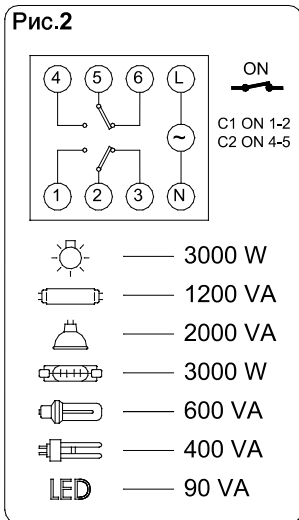 Рис.2
4 5 6 L
ON
C1 ON 1-2
C2 ON 4-5
~
1 2 3 N
3000 W
1200 VA
2000 VA
3000 W
600 VA
400 VA
LED 90 VA